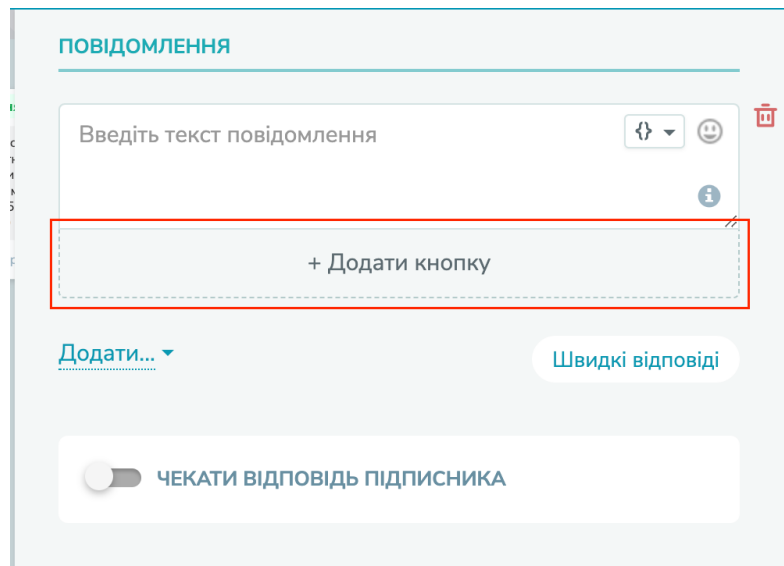 ПОВІДОМЛЕННЯ
Введіть текст повідомлення
{}
+ Додати кнопку
Додати...
Швидкі відповіді
ЧЕКАТИ ВІДПОВІДЬ ПІДПИСНИКА